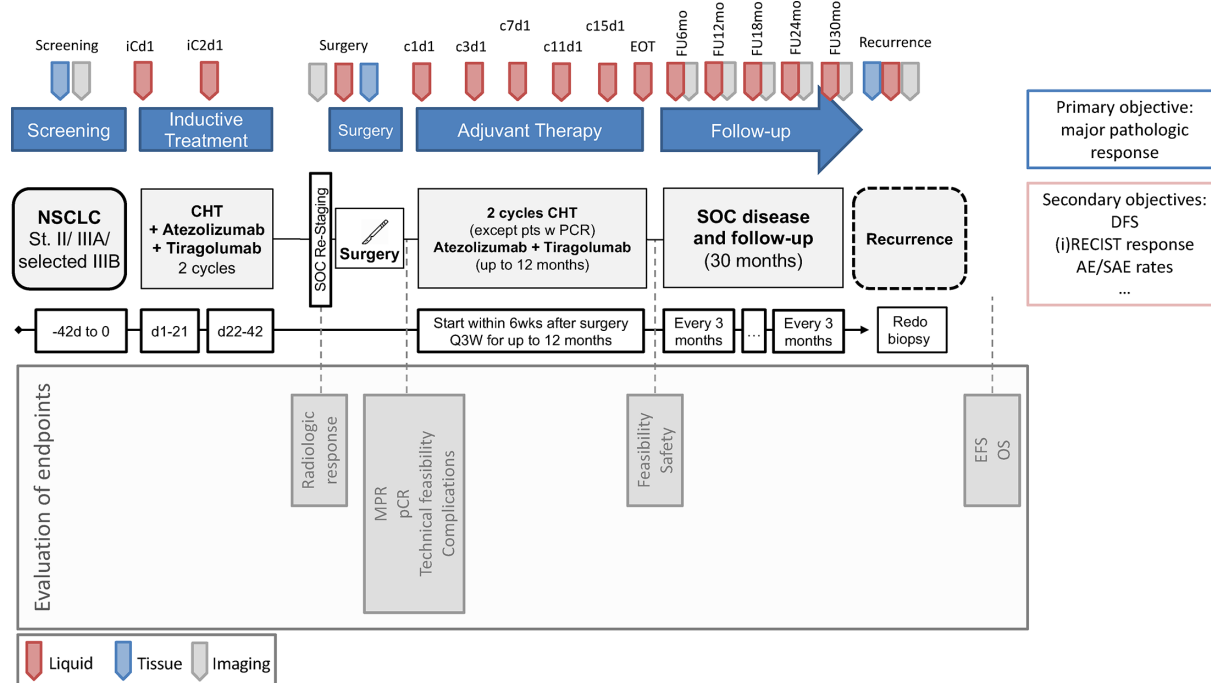 Screening
iCd1
iC2d1
Surgery
c1d1
c3d1
c7d1
c11d1
c15d1
EOT
FU6mo
FU12mo
FU18mo
FU24mo
FU30mo
Recurrence
Screening
Inductive
Treatment
Surgery
Adjuvant Therapy
Follow-up
Primary objective:
major pathologic
response
NSCLC
St. II/ IIIA/
selected IIIB
CHT
+ Atezolizumab
+ Tiragolumab
2 cycles
SOC Re-Staging
Surgery
2 cycles CHT
(except pts w PCR)
Atezolizumab + Tiragolumab
(up to 12 months)
SOC disease
and follow-up
(30 months)
Recurrence
Secondary objectives:
DFS
(i)RECIST response
AE/SAE rates
...
-42d to 0
d1-21
d22-42
Start within 6wks after surgery
Q3W for up to 12 months
Every 3
months
...
Every 3
months
Redo
biopsy
Evaluation of endpoints
Radiologic
response
MPR
pCR
Technical feasibility
Complications
Feasibility
Safety
EFS
OS
Liquid
Tissue
Imaging